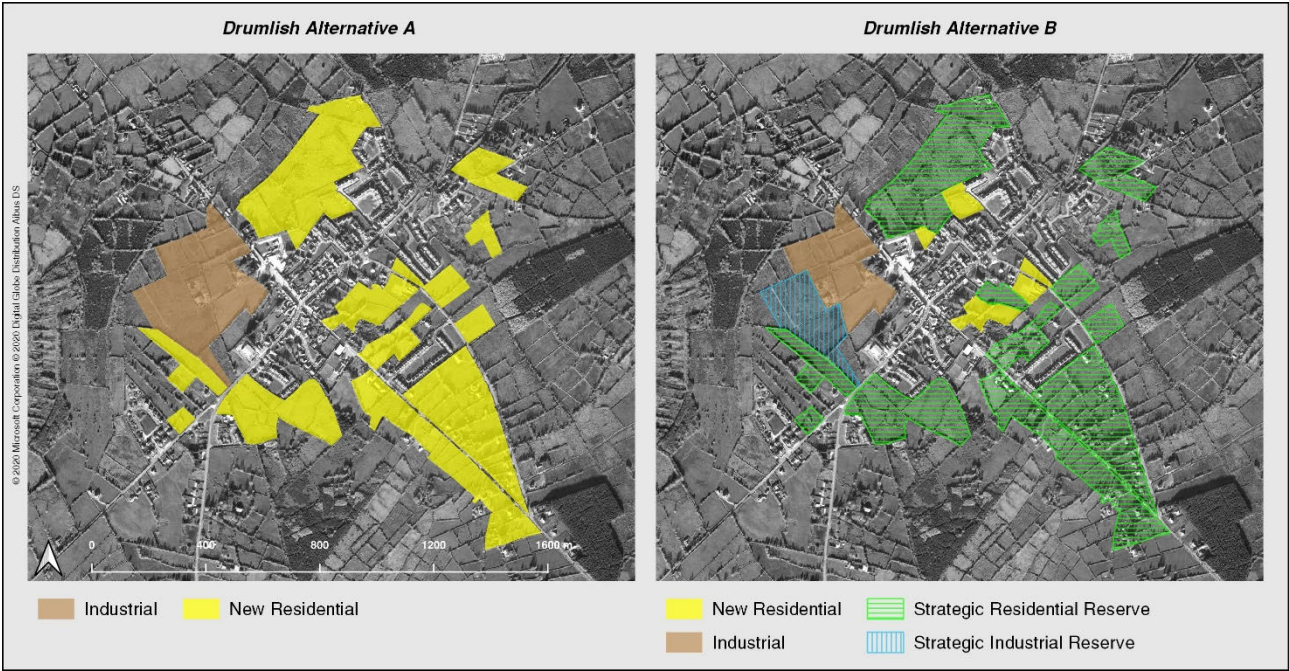 Drumlish Alternative A
Drumlish Alternative B
© 2020 Microsoft Corporation © 2020 Digital Globe Distribution Aibus DS
0 400 800 1200 1600 m
Industrial
New Residential
New Residential
Strategic Residential Reserve
Industrial
Strategic Industrial Reserve